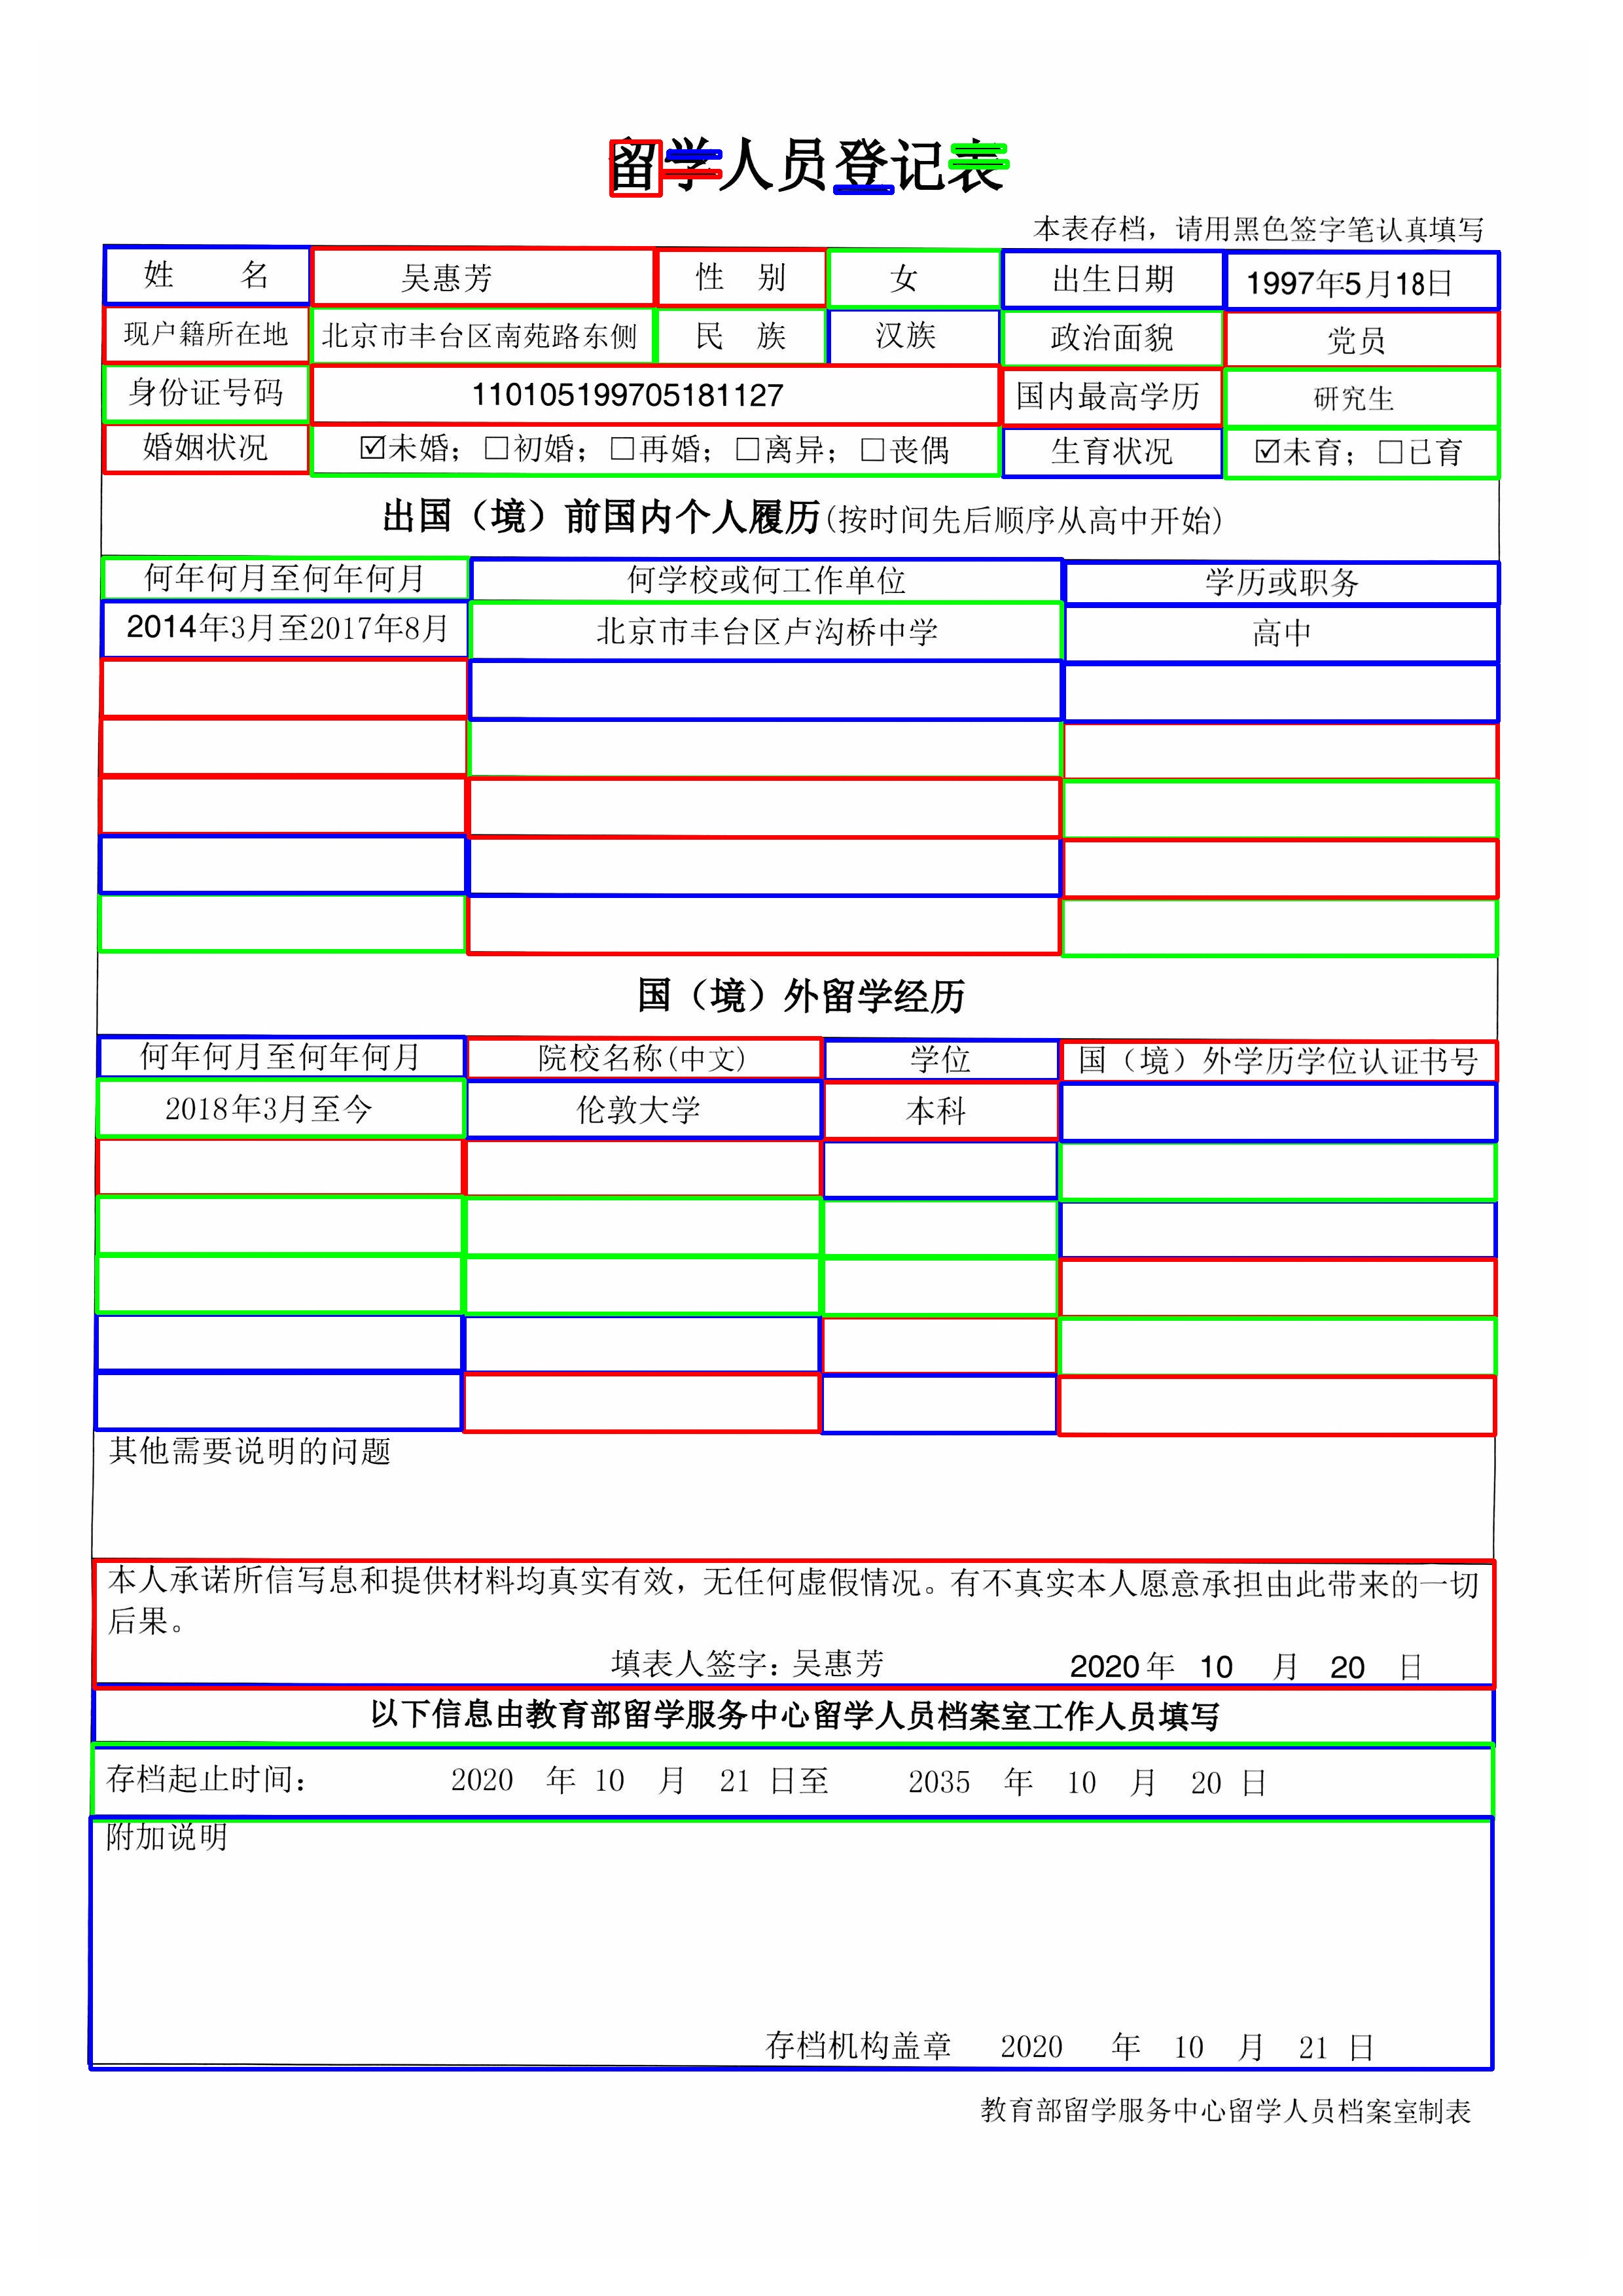 留学人员登记表
本表存档，请用黑色签字笔认真填写
姓 名 吴惠芳 性 别 女 出生日期 1997年5月18日
现户籍所在地 北京市丰台区南苑路东侧 民 族 汉族 政治面貌 党员
身份证号码 110105199705181127 国内最高学历 研究生
婚姻状况 ☑未婚；□初婚；□再婚；□离异；□丧偶 生育状况 ☑未育；□已育
出国（境）前国内个人履历(按时间先后顺序从高中开始)
何年何月至何年何月 何学校或何工作单位 学历或职务
2014年3月至2017年8月 北京市丰台区卢沟桥中学 高中
国（境）外留学经历
何年何月至何年何月 院校名称(中文) 学位 国（境）外学历学位认证书号
2018年3月至今 伦敦大学 本科
其他需要说明的问题
本人承诺所信写息和提供材料均真实有效，无任何虚假情况。有不真实本人愿意承担由此带来的一切
后果。
填表人签字：吴惠芳 2020年 10 月 20 日
以下信息由教育部留学服务中心留学人员档案室工作人员填写
存档起止时间： 2020 年 10 月 21 日至 2035 年 10 月 20 日
附加说明
存档机构盖章 2020 年 10 月 21 日
教育部留学服务中心留学人员档案室制表